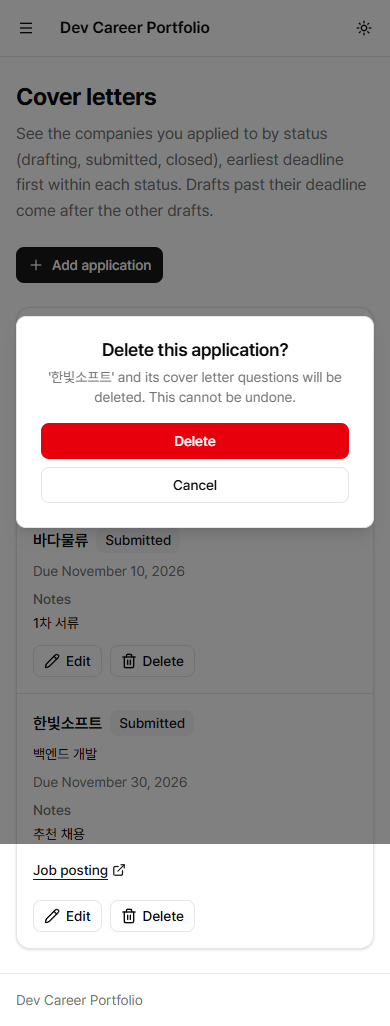 Dev Career Portfolio
Cover letters
See the companies you applied to by status
(drafting, submitted, closed), earliest deadline
first within each status. Drafts past their deadline
come after the other drafts.
Add application
Delete this application?
'한빛소프트' and its cover letter questions will be
deleted. This cannot be undone.
Delete
Cancel
바다물류 Submitted
Due November 10, 2026
Notes
1차 서류
Edit Delete
한빛소프트 Submitted
백엔드 개발
Due November 30, 2026
Notes
추천 채용
Job posting
Edit Delete
Dev Career Portfolio